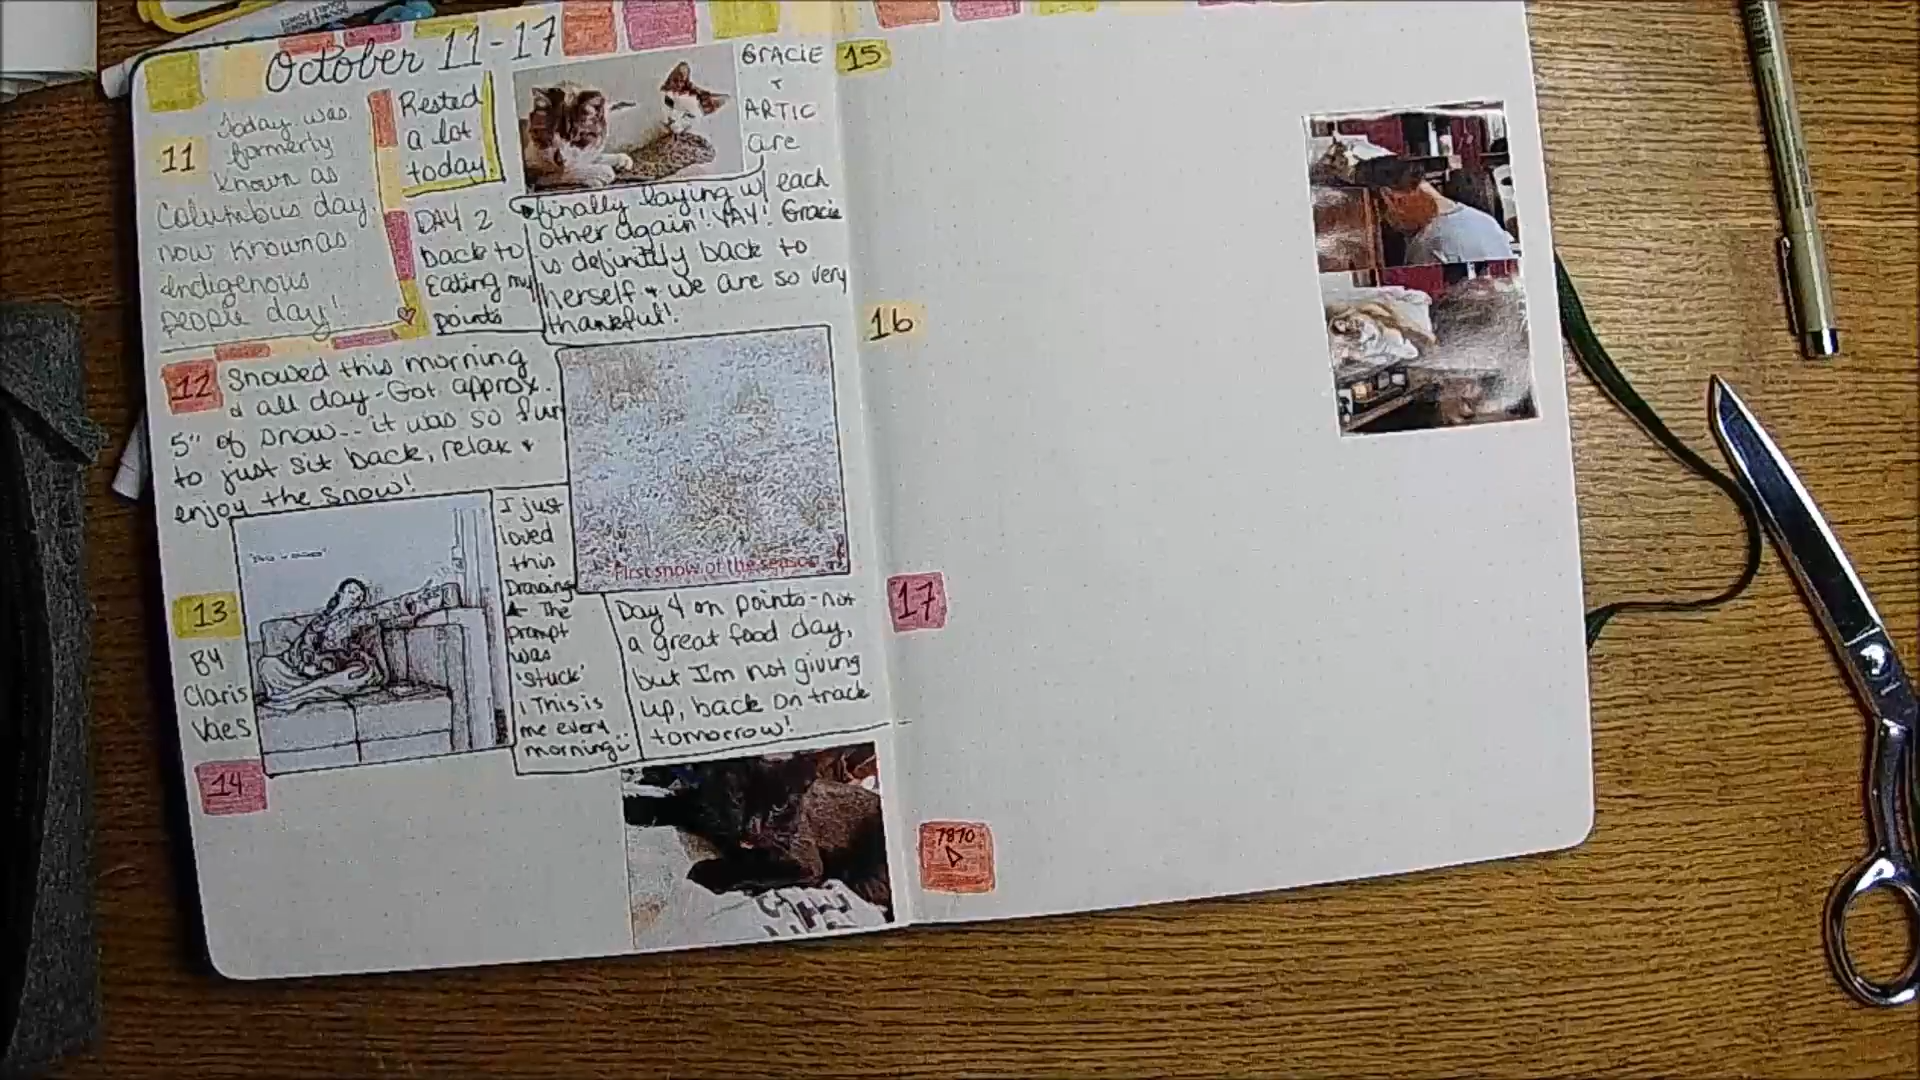 October 11-17
11
Today was
formerly
known as
Columbus day
now known as
Indigenous
people day!
Rested
a lot
today!
DAY 2
back to
Eating my
points
GRACIE
+
ARTIC
are
finally laying w/ each
other again! YAY! Gracie
is definitly back to
herself + we are so very
thankful!
12
Snowed this morning
+ all day - Got approx.
5" of snow... it was so fun
to just sit back, relax +
enjoy the snow!
First snow of the season
13
By
Claris
Vaes
I just
loved
this
Drawing
The
prompt
was
'stuck'
! This is
me every..
morning
Day 4 on points - not
a great food day,
but I'm not giving
up, back on track
tomorrow!
14
15
16
17
7870